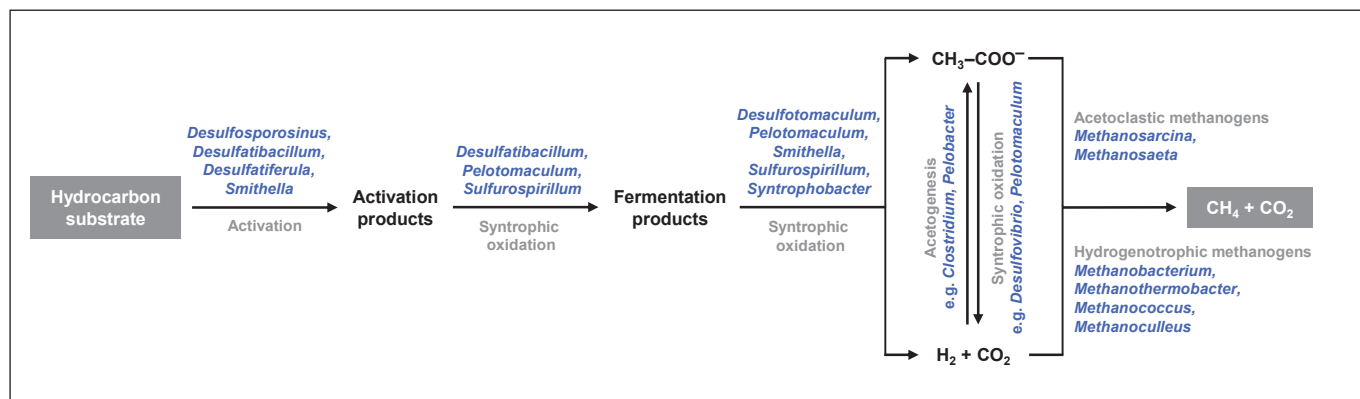 Hydrocarbon
substrate
Desulfosporosinus,
Desulfatibacillum,
Desulfatiferula,
Smithella
Activation
Activation
products
Desulfatibacillum,
Pelotomaculum,
Sulfurospirillum
Syntrophic
oxidation
Fermentation
products
Desulfotomaculum,
Pelotomaculum,
Smithella,
Sulfurospirillum,
Syntrophobacter
Syntrophic
oxidation
CH₃–COO⁻
Acetogenesis
e.g. Clostridium, Pelobacter
Syntrophic oxidation
e.g. Desulfovibrio, Pelotomaculum
H₂ + CO₂
Acetoclastic methanogens
Methanosarcina,
Methanosaeta
CH₄ + CO₂
Hydrogenotrophic methanogens
Methanobacterium,
Methanothermobacter,
Methanococcus,
Methanoculleus